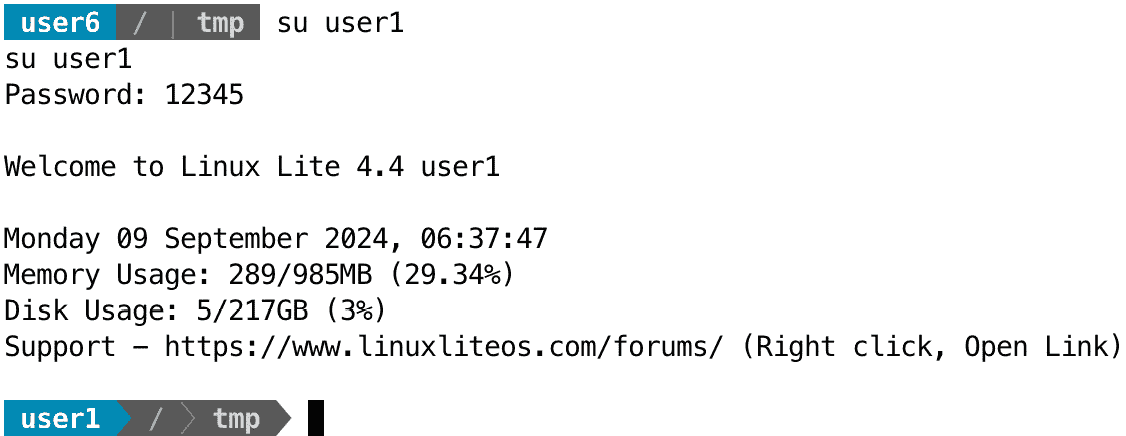 user6 / | tmp su user1
su user1
Password: 12345
Welcome to Linux Lite 4.4 user1
Monday 09 September 2024, 06:37:47
Memory Usage: 289/985MB (29.34%)
Disk Usage: 5/217GB (3%)
Support – https://www.linuxliteos.com/forums/ (Right click, Open Link)
user1 / tmp